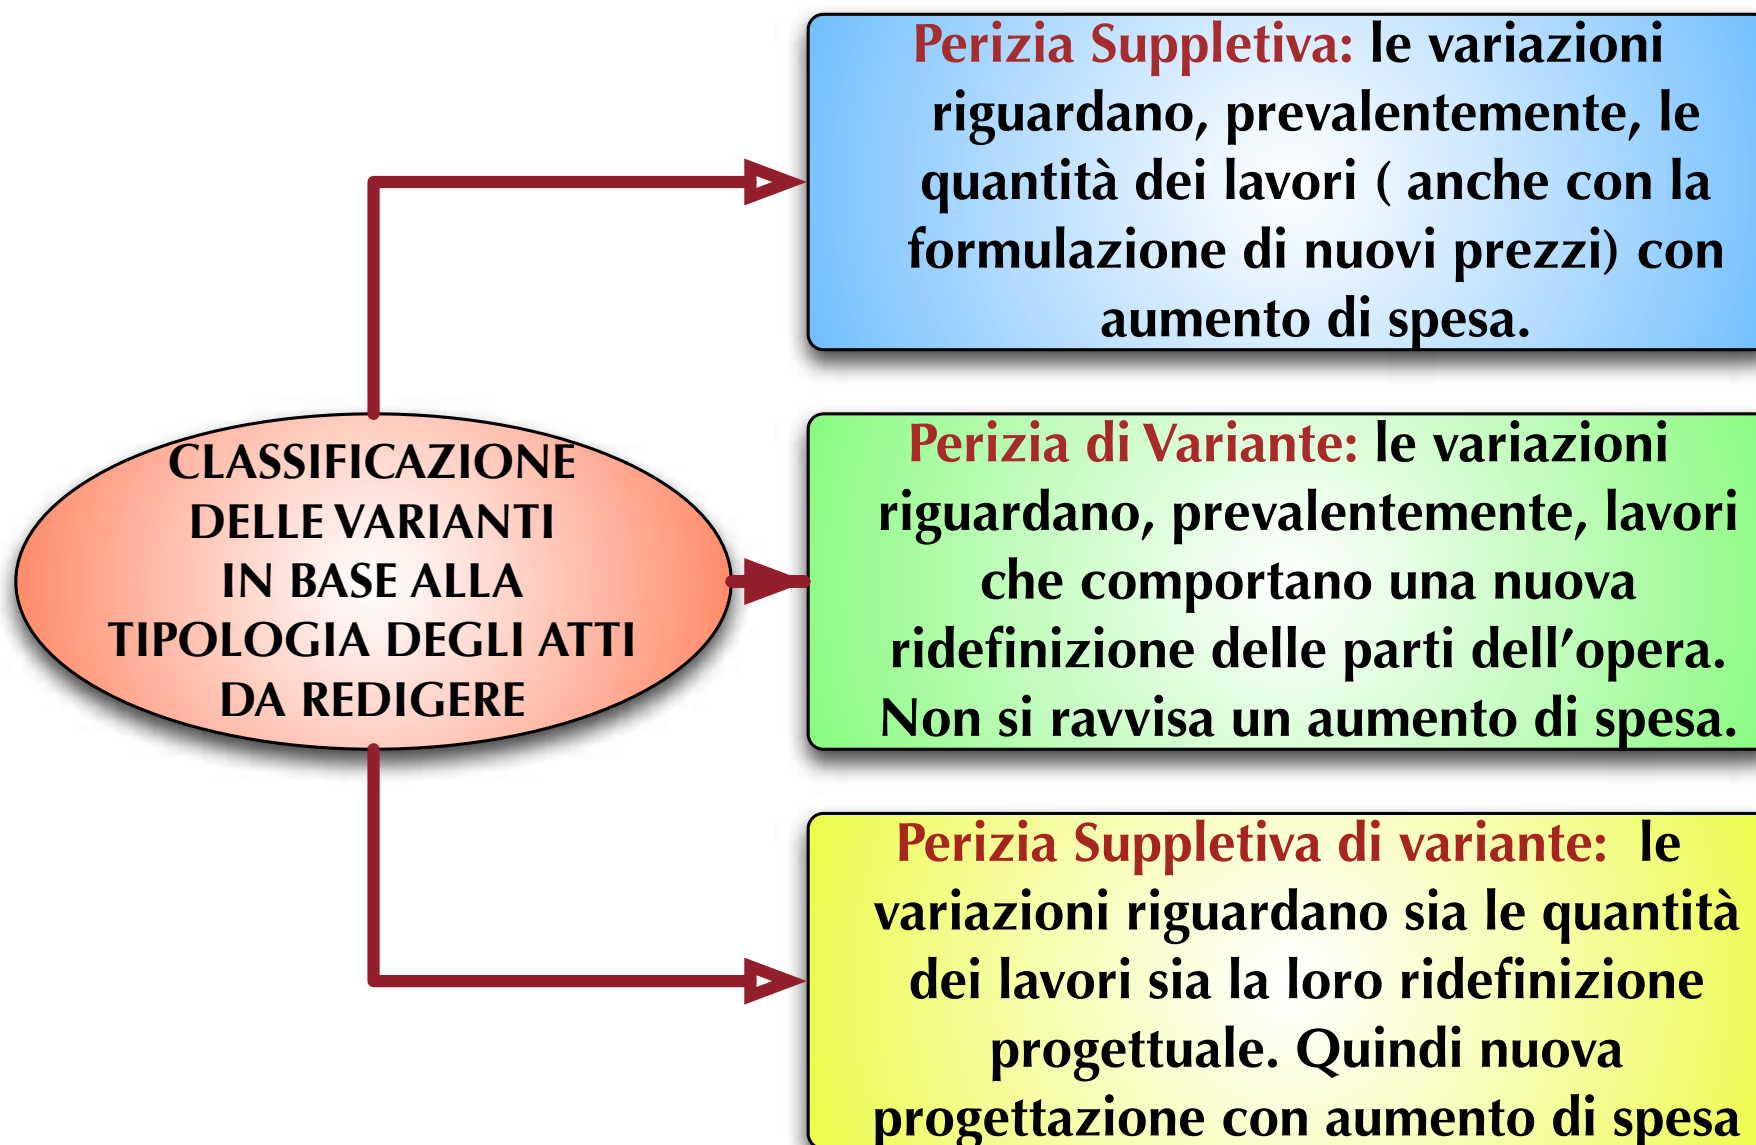 Perizia Suppletiva: le variazioni
riguardano, prevalentemente, le
quantità dei lavori ( anche con la
formulazione di nuovi prezzi) con
aumento di spesa.
CLASSIFICAZIONE
DELLE VARIANTI
IN BASE ALLA
TIPOLOGIA DEGLI ATTI
DA REDIGERE
Perizia di Variante: le variazioni
riguardano, prevalentemente, lavori
che comportano una nuova
ridefinizione delle parti dell’opera.
Non si ravvisa un aumento di spesa.
Perizia Suppletiva di variante: le
variazioni riguardano sia le quantità
dei lavori sia la loro ridefinizione
progettuale. Quindi nuova
progettazione con aumento di spesa